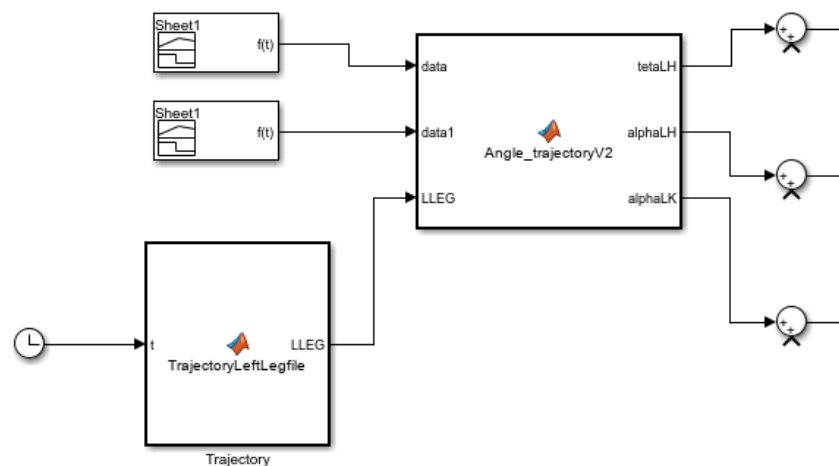 Sheet1
f(t)
Sheet1
f(t)
data
data1
LLEG
Angle_trajectoryV2
tetaLH
alphaLH
alphaLK
+
+
+
+
+
+
t
TrajectoryLeftLegfile
LLEG
Trajectory